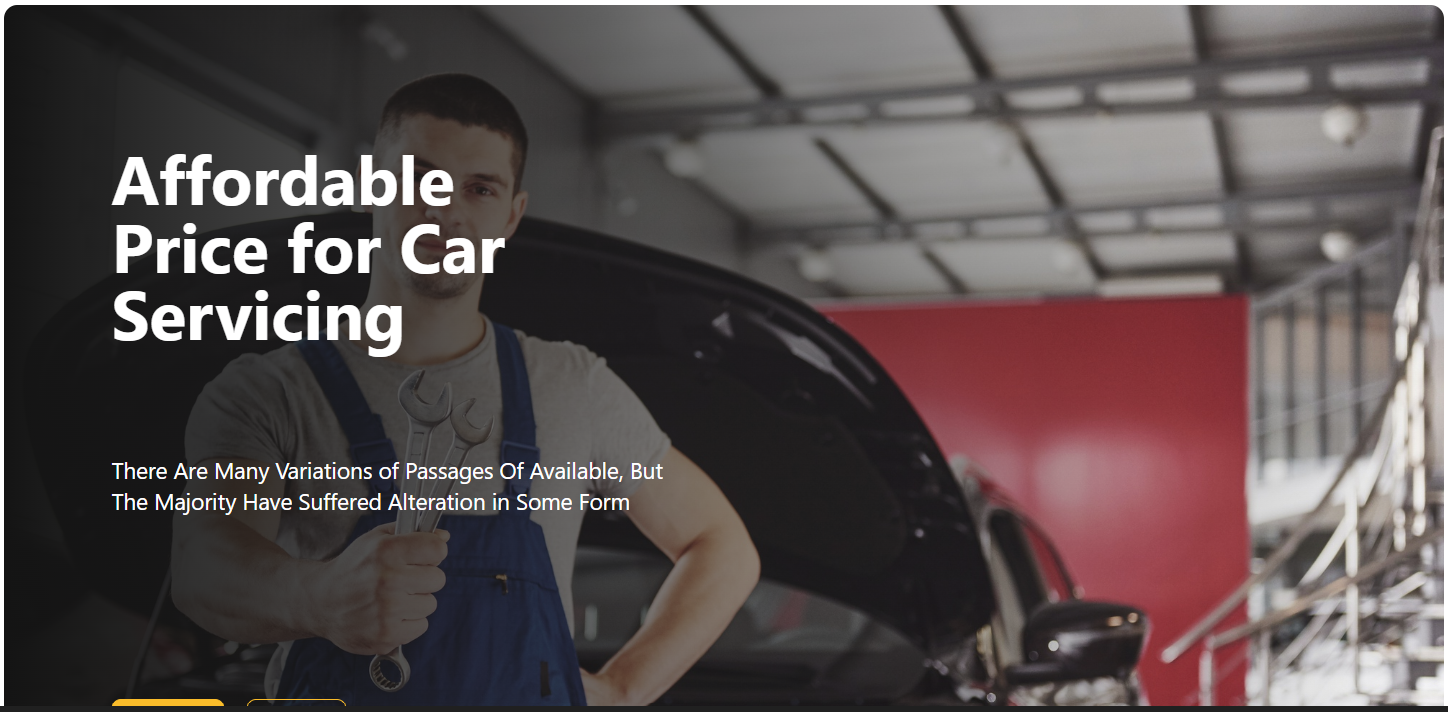 Affordable
Price for Car
Servicing
There Are Many Variations of Passages Of Available, But
The Majority Have Suffered Alteration in Some Form